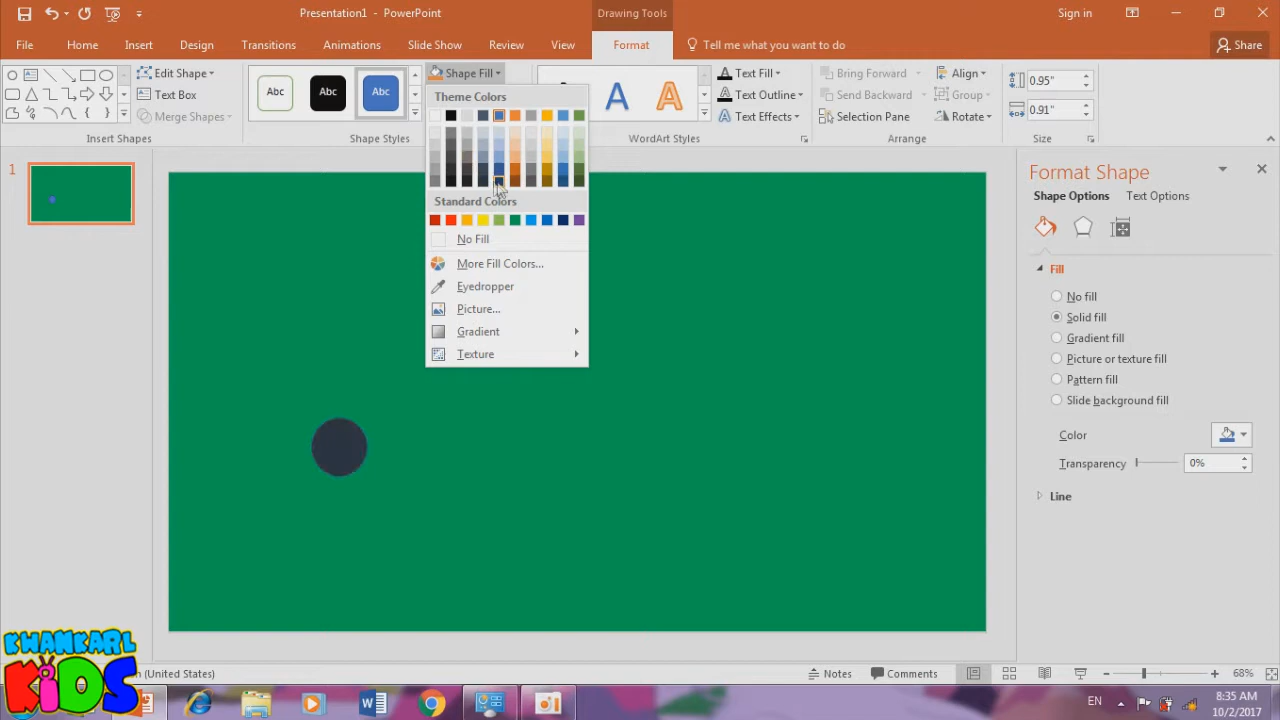 Presentation1 - PowerPoint
Drawing Tools
Sign in
File
Home
Insert
Design
Transitions
Animations
Slide Show
Review
View
Format
Tell me what you want to do
Share
Edit Shape
Text Box
Merge Shapes
Insert Shapes
Abc
Abc
Abc
Shape Styles
Shape Fill
Theme Colors
Standard Colors
No Fill
More Fill Colors...
Eyedropper
Picture...
Gradient
Texture
A
A
Text Fill
Text Outline
Text Effects
WordArt Styles
Bring Forward
Send Backward
Selection Pane
Align
Group
Rotate
Arrange
0.95"
0.91"
Size
1
Format Shape
Shape Options
Text Options
Fill
No fill
Solid fill
Gradient fill
Picture or texture fill
Pattern fill
Slide background fill
Color
Transparency
0%
Line
KWANKARL
KIDS
(United States)
Notes
Comments
68%
EN
8:35 AM
10/2/2017